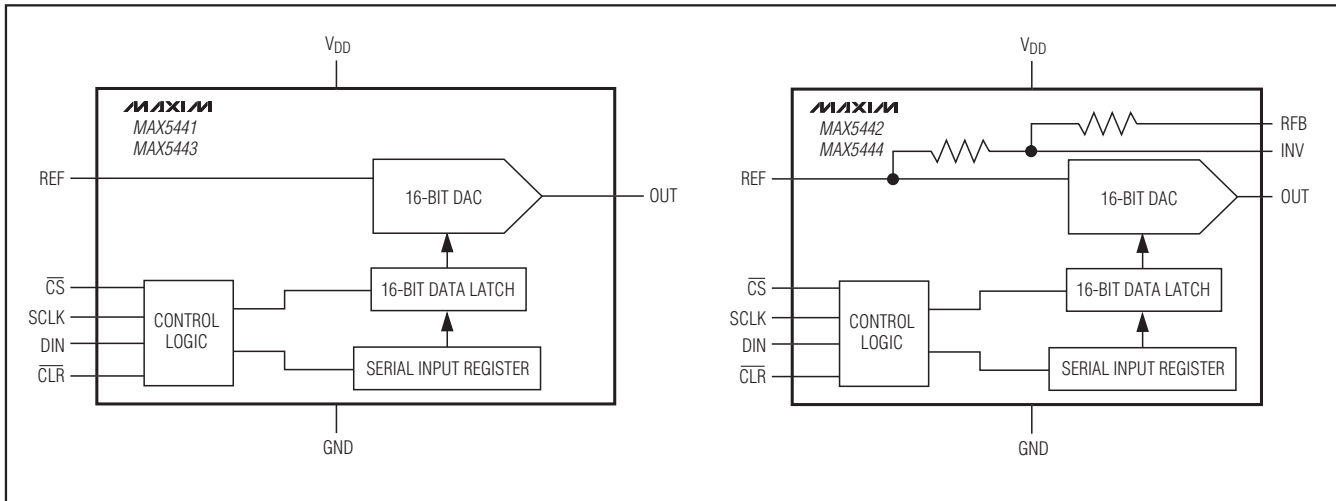 VDD
MAXIM
MAX5441
MAX5443
REF
16-BIT DAC
OUT
CS
16-BIT DATA LATCH
SCLK
CONTROL
LOGIC
DIN
SERIAL INPUT REGISTER
CLR
GND
VDD
MAXIM
MAX5442
MAX5444
RFB
INV
REF
16-BIT DAC
OUT
CS
16-BIT DATA LATCH
SCLK
CONTROL
LOGIC
DIN
SERIAL INPUT REGISTER
CLR
GND